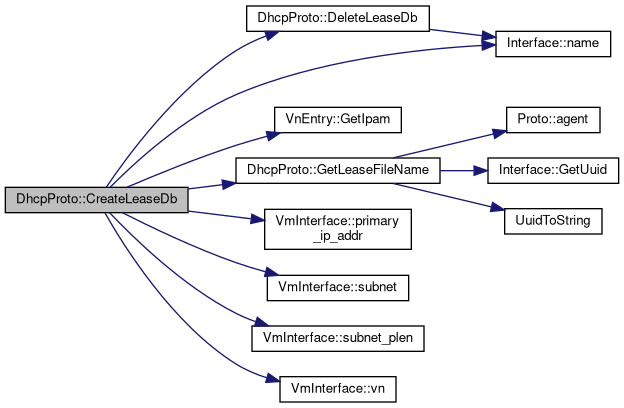 DhcpProto::DeleteLeaseDb
Interface::name
VnEntry::GetIpam
Proto::agent
DhcpProto::GetLeaseFileName
Interface::GetUuid
DhcpProto::CreateLeaseDb
VmInterface::primary
_ip_addr
UuidToString
VmInterface::subnet
VmInterface::subnet_plen
VmInterface::vn